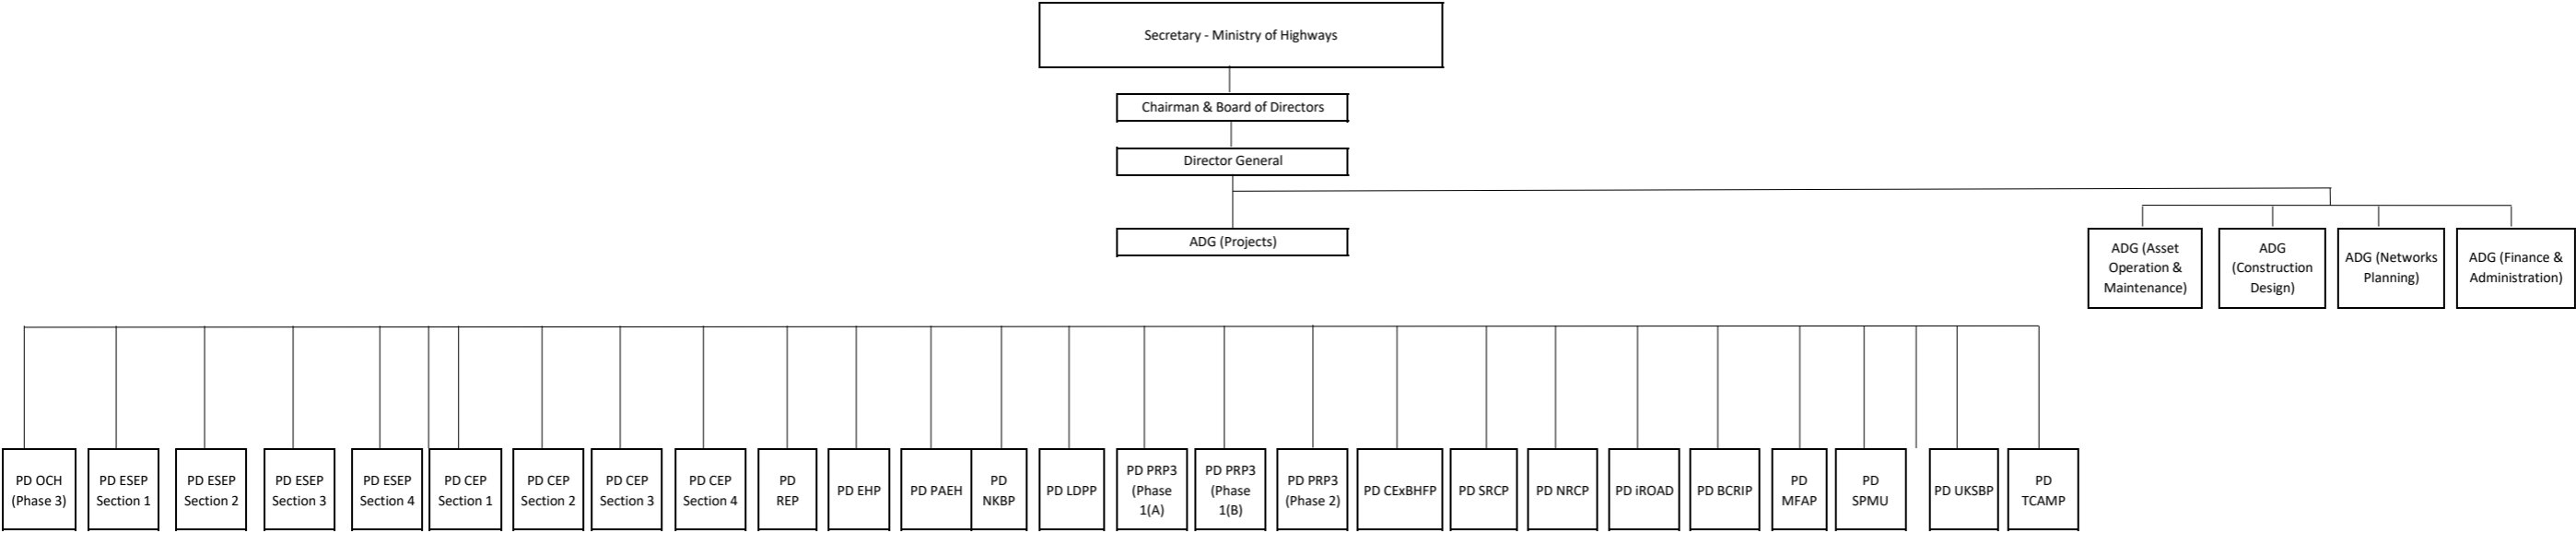 Secretary - Ministry of Highways
Chairman & Board of Directors
Director General
ADG (Projects)
ADG (Asset
Operation &
Maintenance)
ADG
(Construction
Design)
ADG (Networks
Planning)
ADG (Finance &
Administration)
PD OCH
(Phase 3)
PD ESEP
Section 1
PD ESEP
Section 2
PD ESEP
Section 3
PD ESEP
Section 4
PD CEP
Section 1
PD CEP
Section 2
PD CEP
Section 3
PD CEP
Section 4
PD
REP
PD EHP
PD PAEH
PD
NKBP
PD LDPP
PD PRP3
(Phase
1(A)
PD PRP3
(Phase
1(B)
PD PRP3
(Phase 2)
PD CExBHFP
PD SRCP
PD NRCP
PD iROAD
PD BCRIP
PD
MFAP
PD
SPMU
PD UKSBP
PD
TCAMP